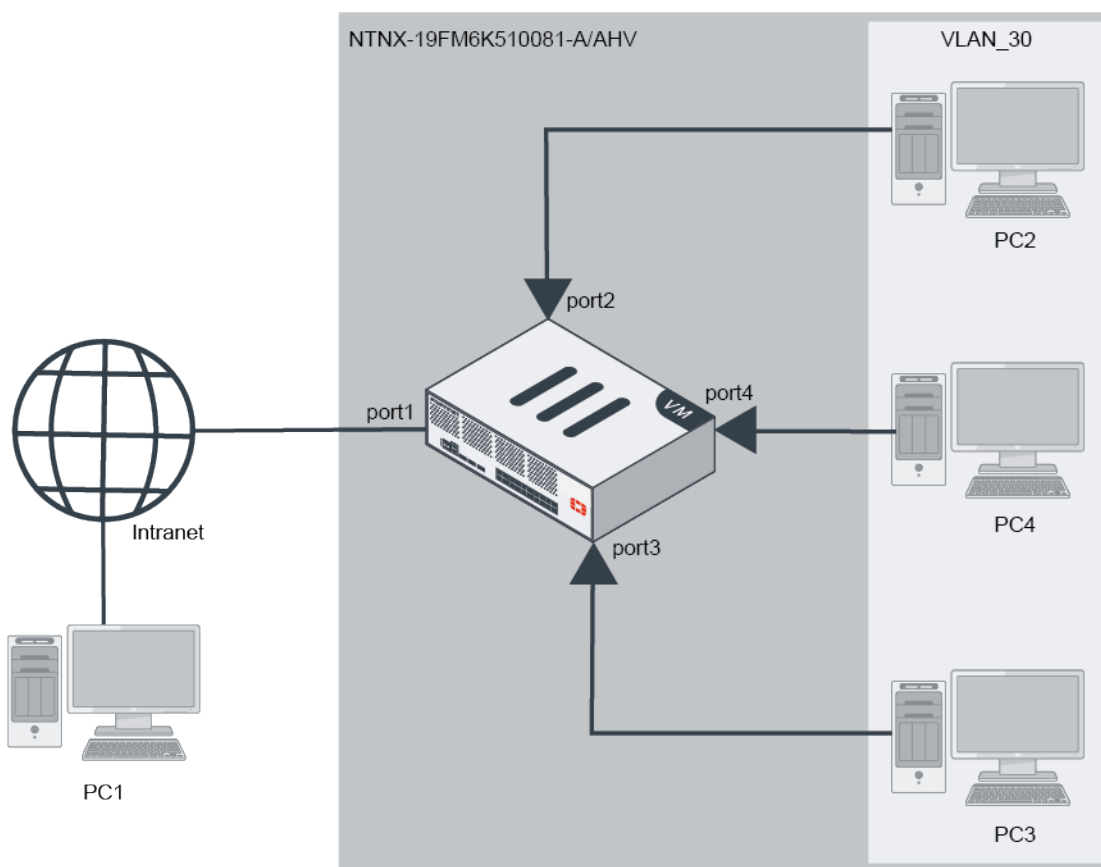 NTNX-19FM6K510081-A/AHV
VLAN_30
PC2
port2
port1
VM
port4
PC4
Intranet
port3
PC1
PC3